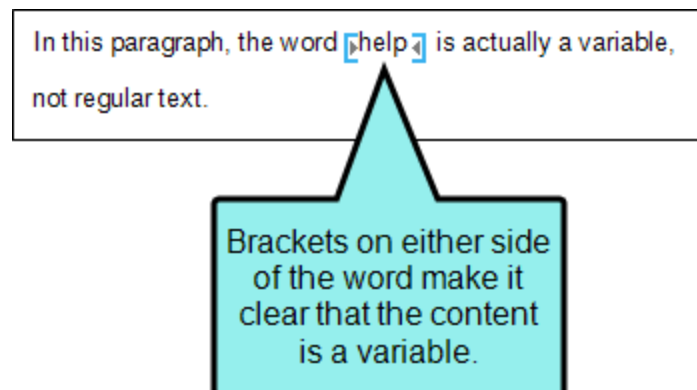 In this paragraph, the word [help] is actually a variable,
not regular text.
Brackets on either side
of the word make it
clear that the content
is a variable.